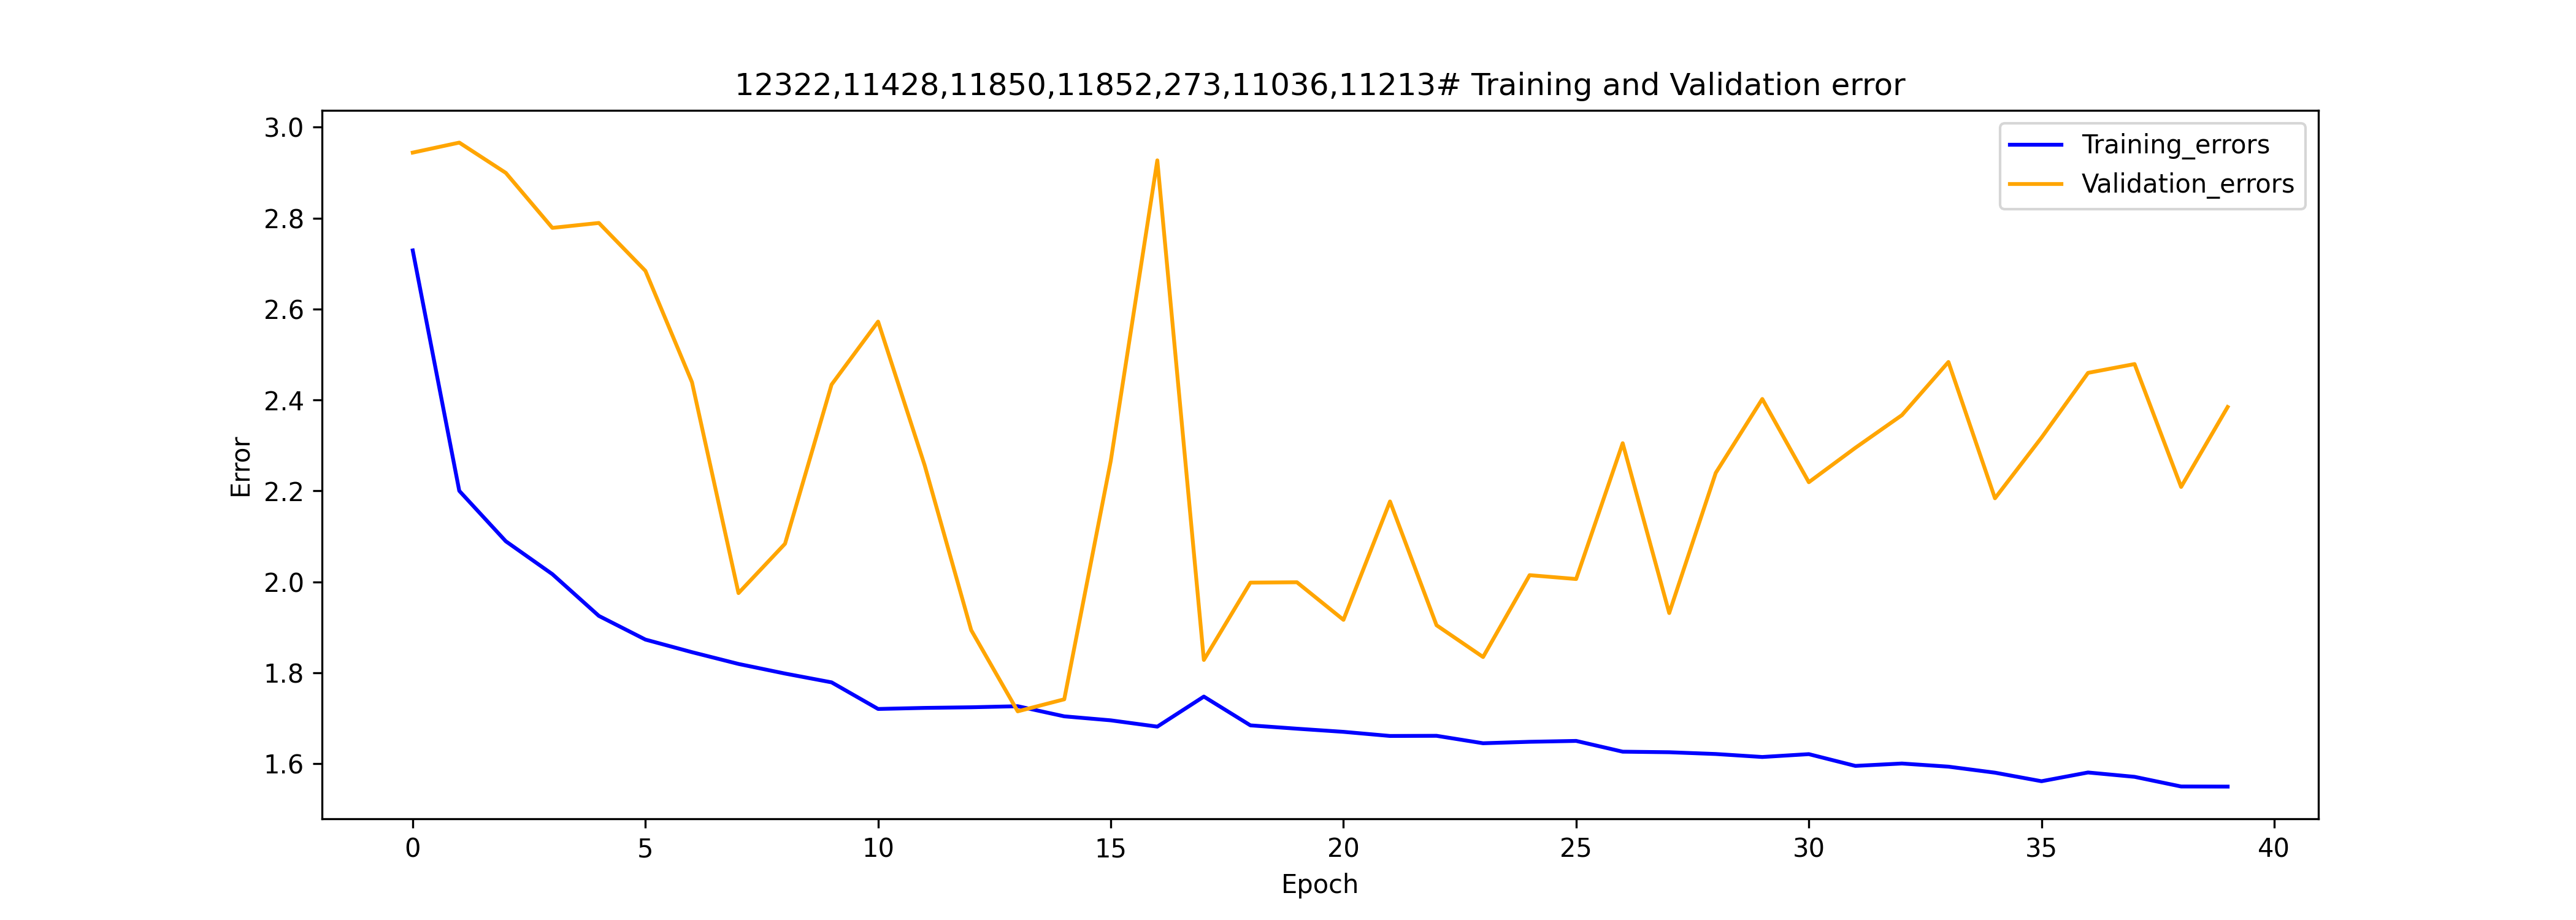 12322,11428,11850,11852,273,11036,11213# Training and Validation error
Training_errors
Validation_errors
3.0
2.8
2.6
2.4
2.2
2.0
1.8
1.6
Error
0 5 10 15 20 25 30 35 40
Epoch